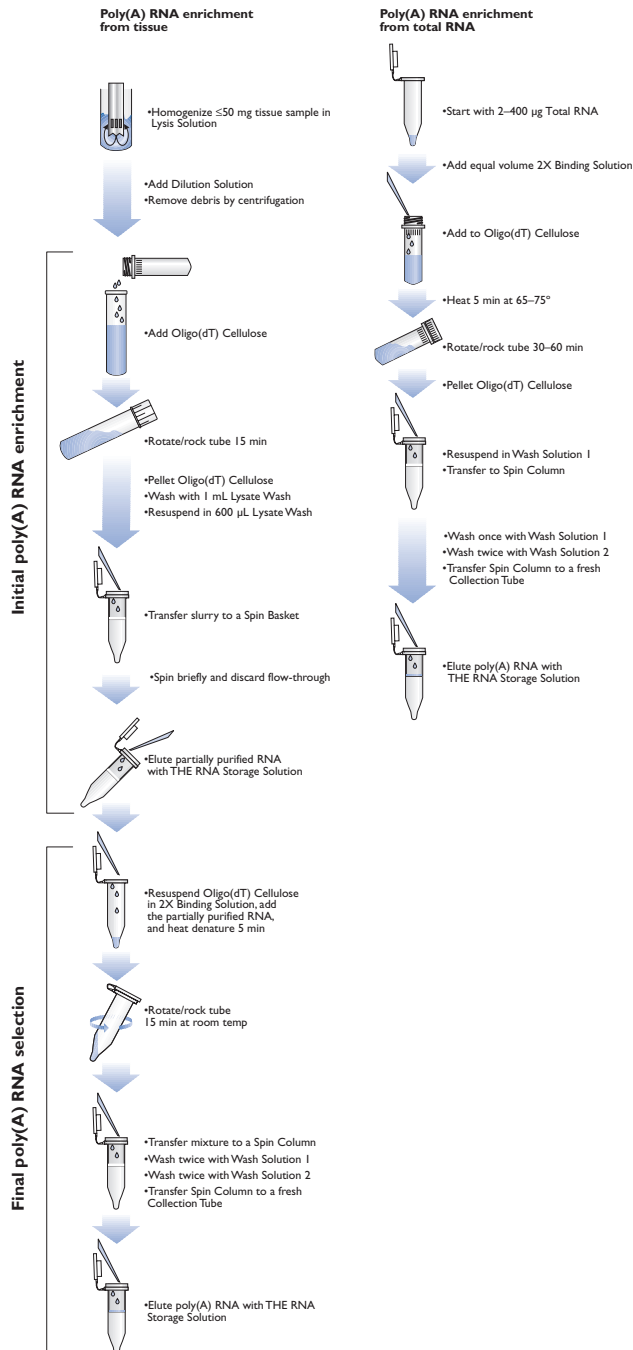 Poly(A) RNA enrichment
from tissue
•Homogenize ≤50 mg tissue sample in
Lysis Solution
•Add Dilution Solution
•Remove debris by centrifugation
Initial poly(A) RNA enrichment
•Add Oligo(dT) Cellulose
•Rotate/rock tube 15 min
•Pellet Oligo(dT) Cellulose
•Wash with 1 mL Lysate Wash
•Resuspend in 600 µL Lysate Wash
•Transfer slurry to a Spin Basket
•Spin briefly and discard flow-through
•Elute partially purified RNA
with THE RNA Storage Solution
Final poly(A) RNA selection
•Resuspend Oligo(dT) Cellulose
in 2X Binding Solution, add
the partially purified RNA,
and heat denature 5 min
•Rotate/rock tube
15 min at room temp
•Transfer mixture to a Spin Column
•Wash twice with Wash Solution 1
•Wash twice with Wash Solution 2
•Transfer Spin Column to a fresh
Collection Tube
•Elute poly(A) RNA with THE RNA
Storage Solution
Poly(A) RNA enrichment
from total RNA
•Start with 2–400 µg Total RNA
•Add equal volume 2X Binding Solution
•Add to Oligo(dT) Cellulose
•Heat 5 min at 65–75º
•Rotate/rock tube 30–60 min
•Pellet Oligo(dT) Cellulose
•Resuspend in Wash Solution 1
•Transfer to Spin Column
•Wash once with Wash Solution 1
•Wash twice with Wash Solution 2
•Transfer Spin Column to a fresh
Collection Tube
•Elute poly(A) RNA with
THE RNA Storage Solution